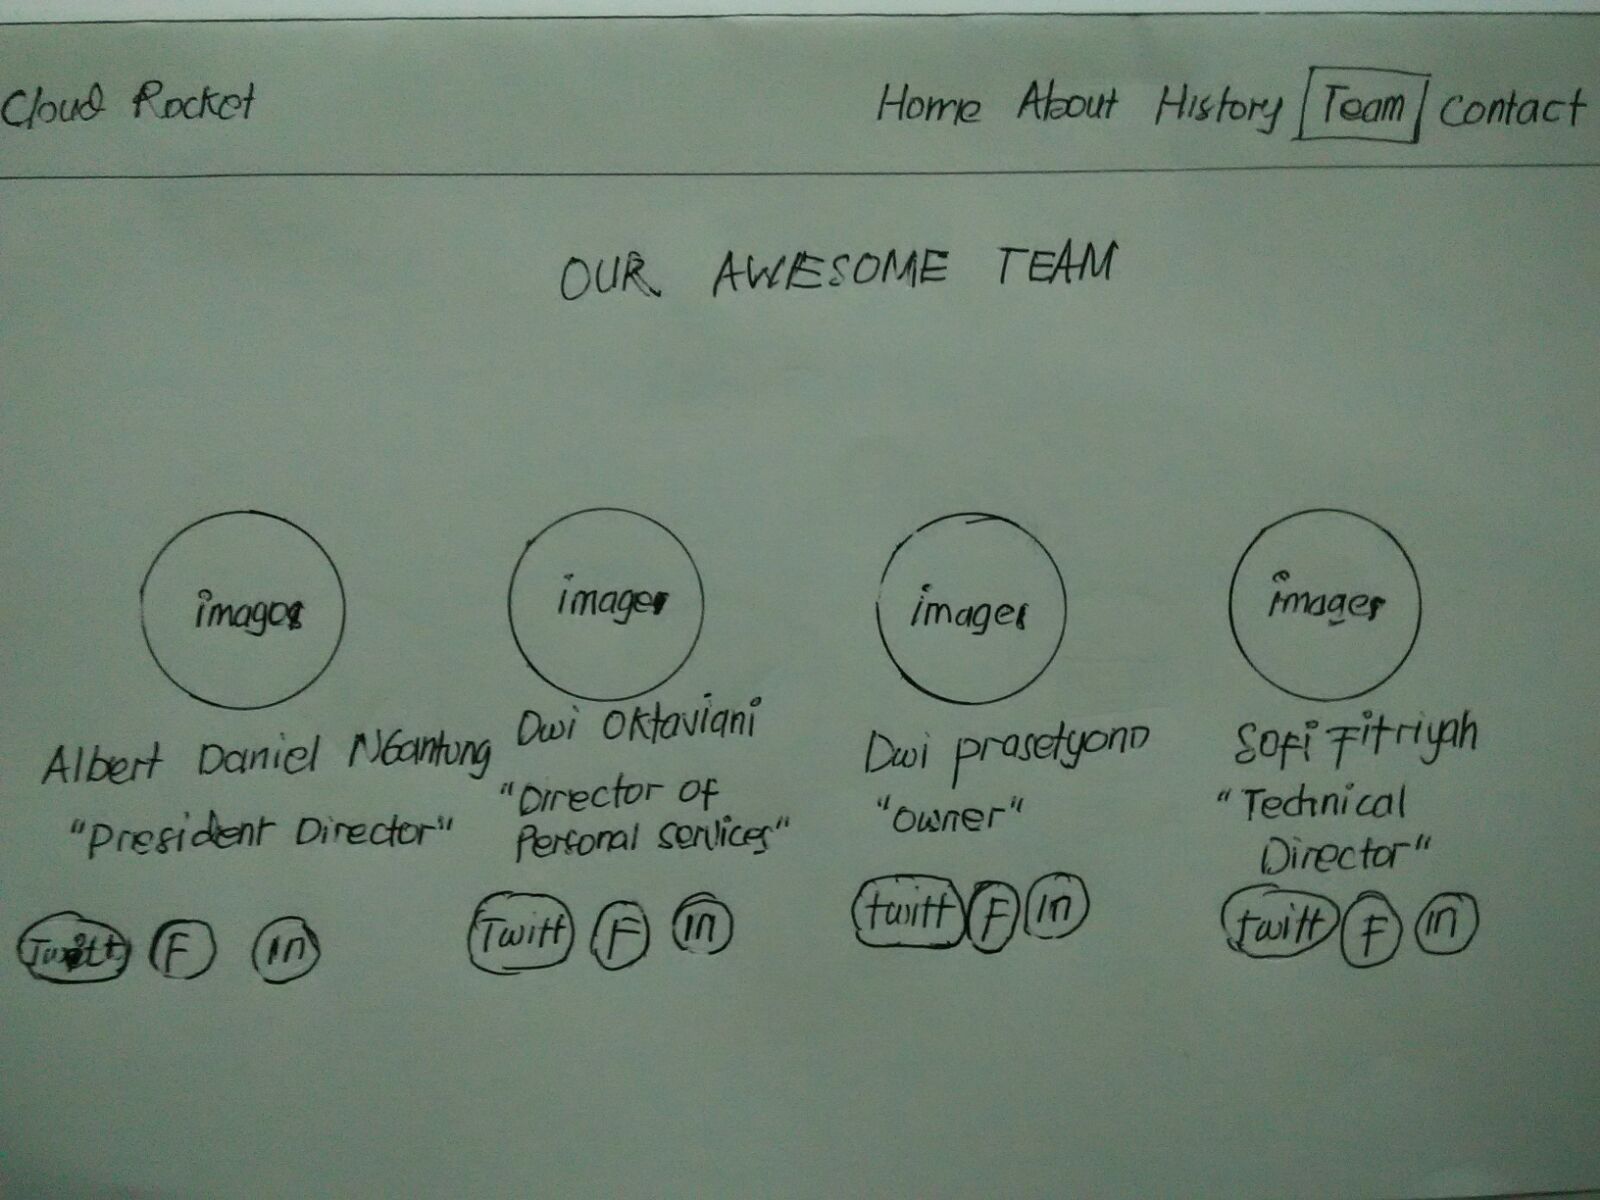 Cloud Rocket
Home About History Team Contact
OUR AWESOME TEAM
images
images
images
images
Albert Daniel NGantung
"President Director"
Twitt F in
Dwi Oktaviani
"Director of
Personal services"
Twitt F in
Dwi prasetyono
"owner"
twitt F in
Sofi Fitriyah
"Technical
Director"
twitt F in